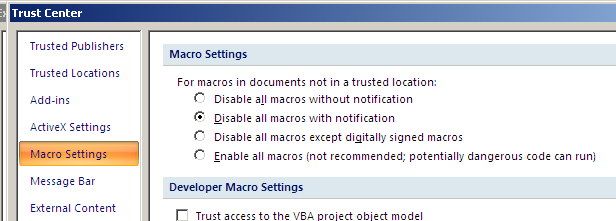 Trust Center
Trusted Publishers
Trusted Locations
Add-ins
ActiveX Settings
Macro Settings
Message Bar
External Content
Macro Settings
For macros in documents not in a trusted location:
Disable all macros without notification
Disable all macros with notification
Disable all macros except digitally signed macros
Enable all macros (not recommended; potentially dangerous code can run)
Developer Macro Settings
Trust access to the VBA project object model